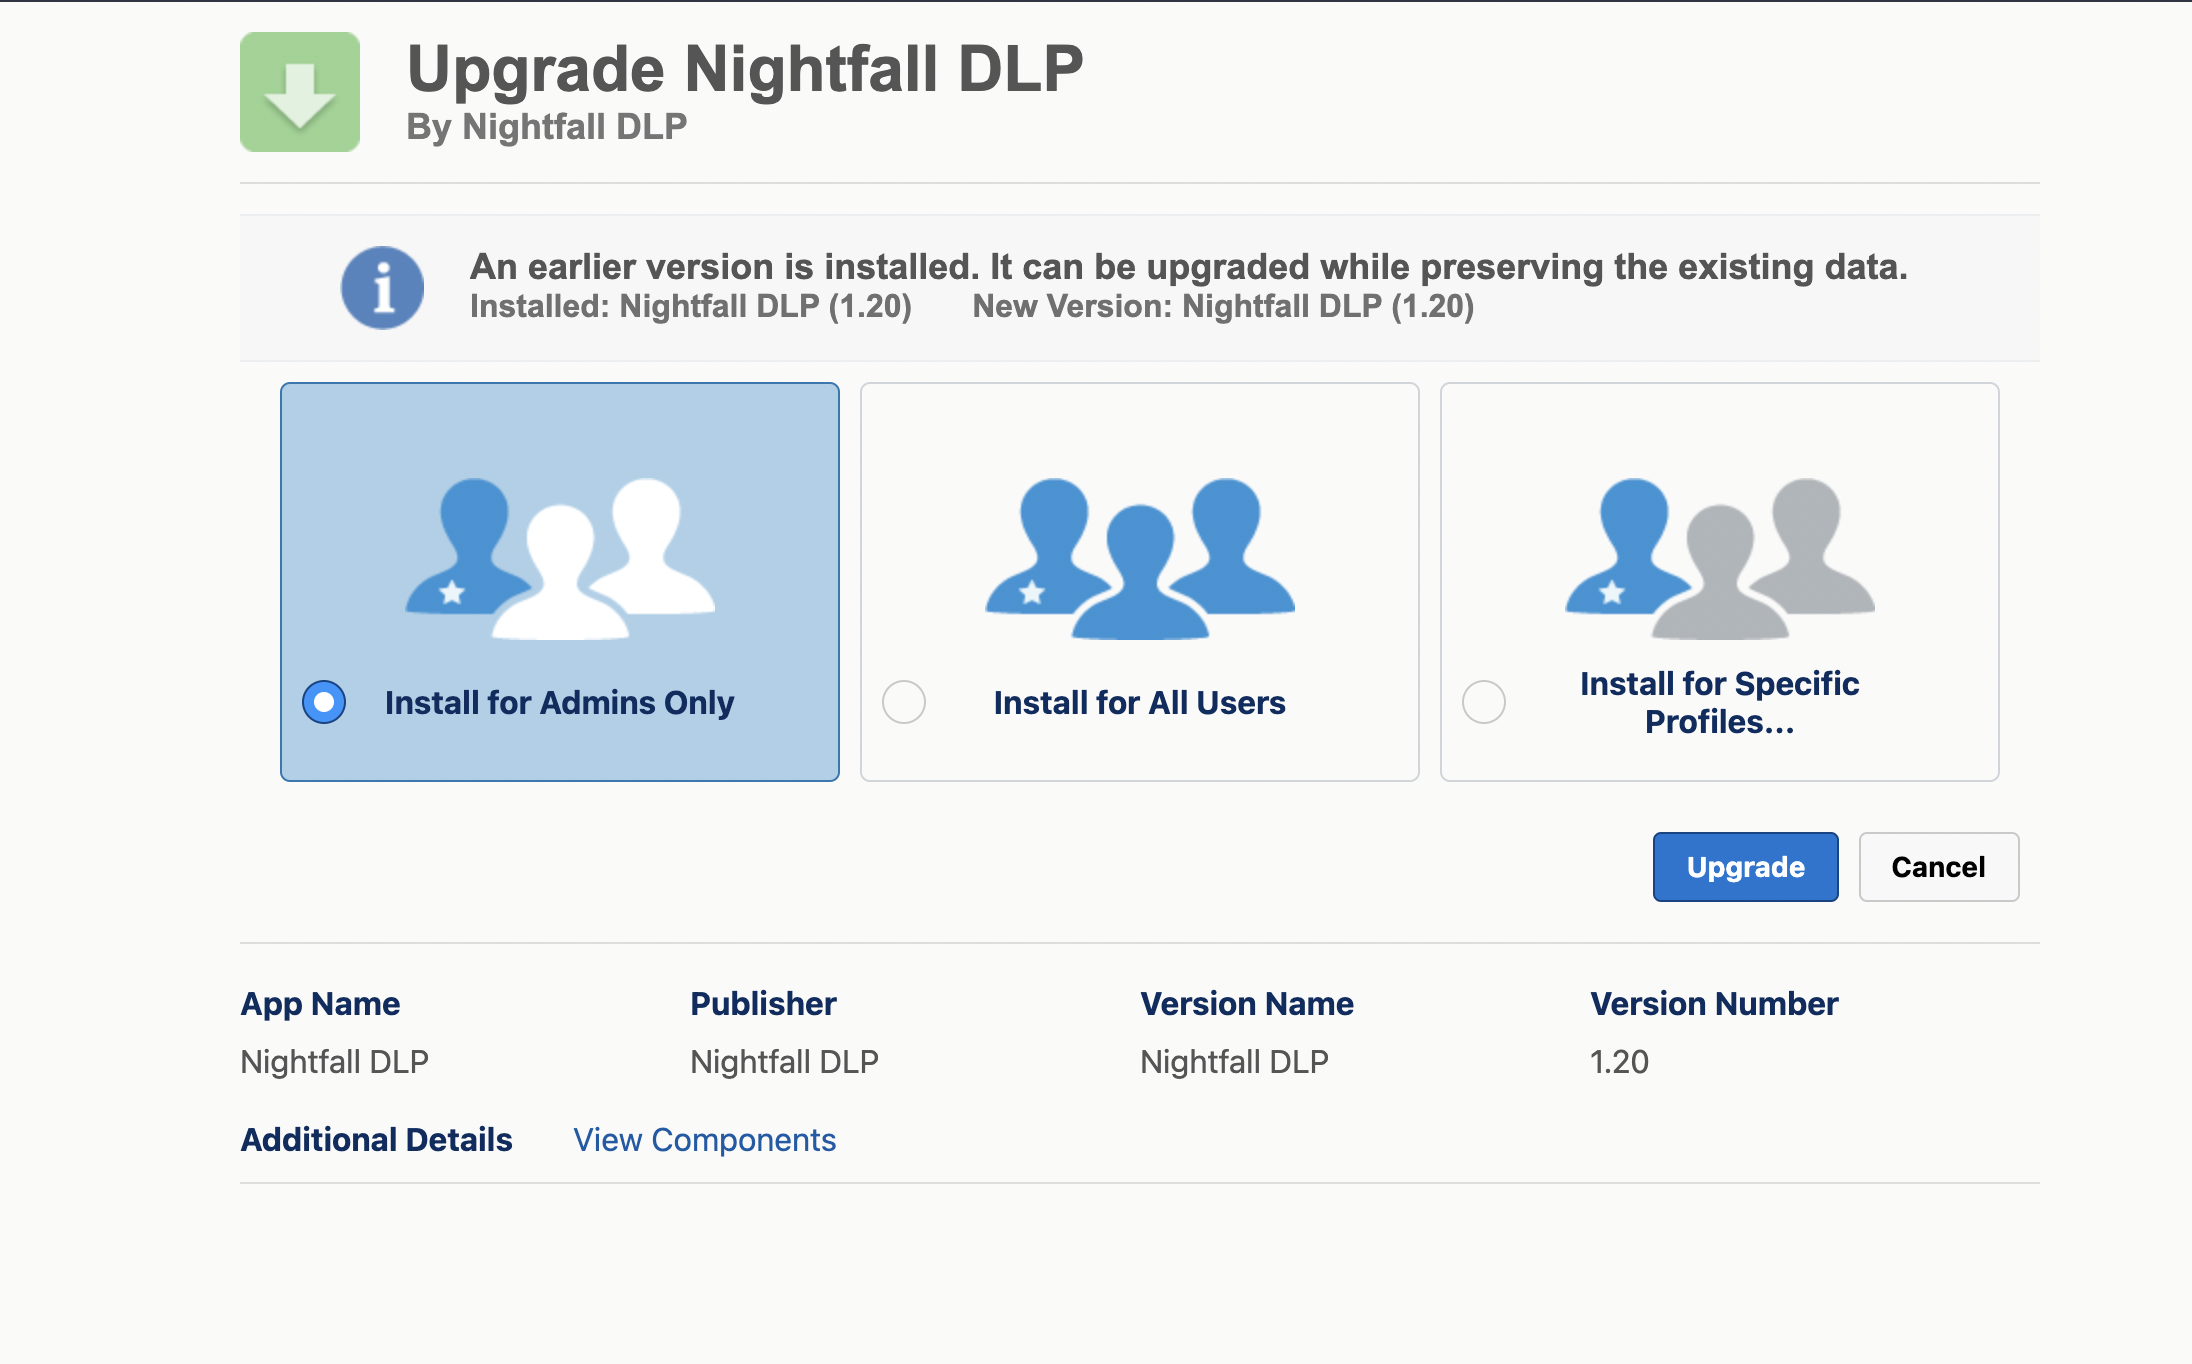 Upgrade Nightfall DLP
By Nightfall DLP
An earlier version is installed. It can be upgraded while preserving the existing data.
Installed: Nightfall DLP (1.20) New Version: Nightfall DLP (1.20)
Install for Admins Only
Install for All Users
Install for Specific
Profiles...
Upgrade Cancel
App Name Publisher Version Name Version Number
Nightfall DLP Nightfall DLP Nightfall DLP 1.20
Additional Details View Components